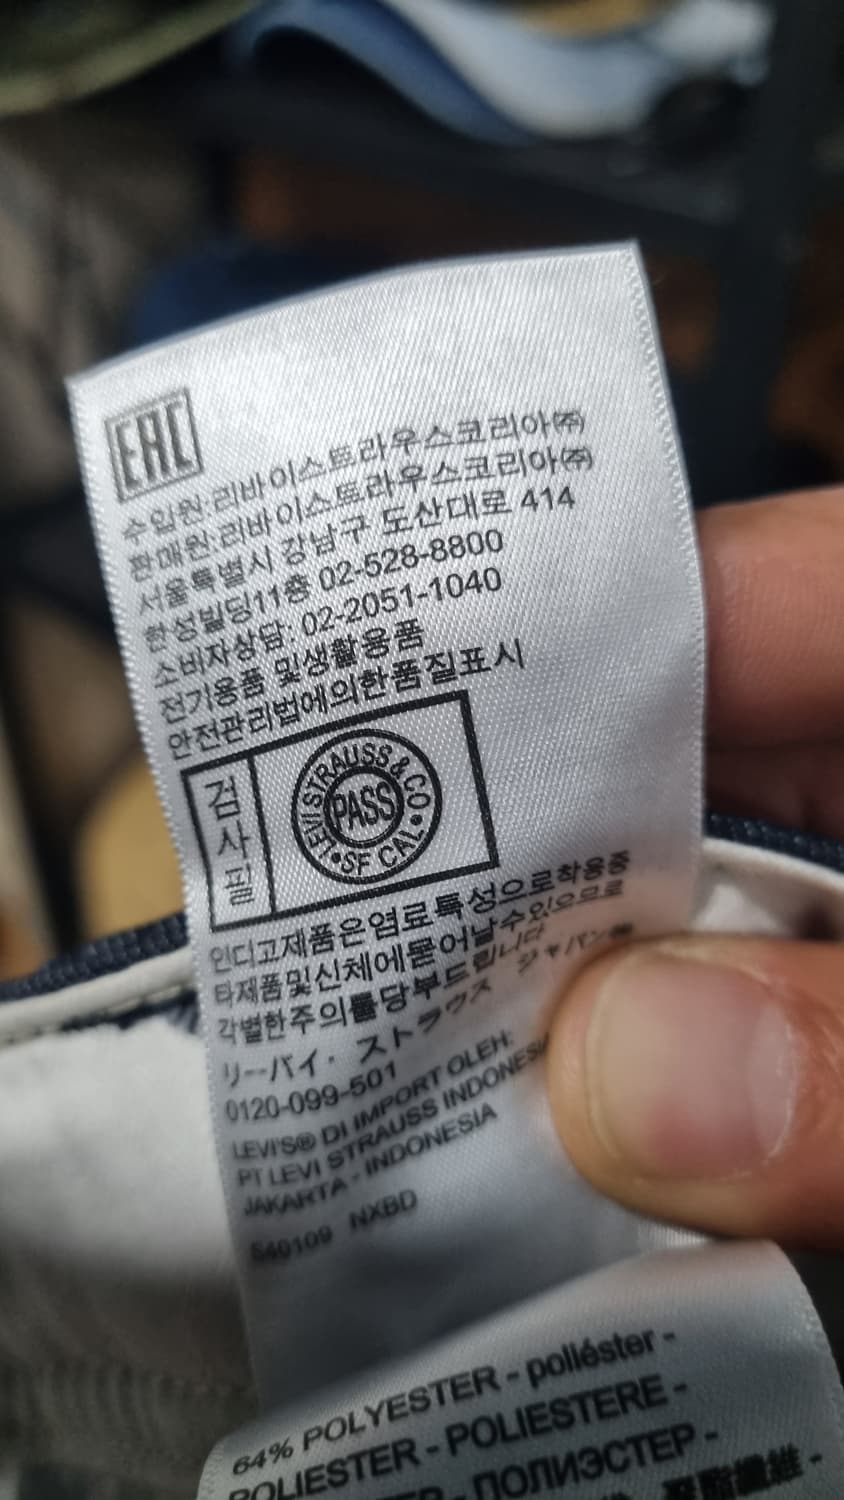 EAC
수입원:리바이스트라우스코리아㈜
판매원:리바이스트라우스코리아㈜
서울특별시 강남구 도산대로 414
한성빌딩11층 02-528-8800
소비자상담: 02-2051-1040
전기용품 및생활용품
안전관리법에의한품질표시
검사필
LEVI STRAUSS & CO • SF CAL •
PASS
인디고제품은염료특성으로착용중
타제품및신체에묻어날수있으므로
각별한주의를당부드립니다
リーバイ・ストラウス ジャパン㈱
0120-099-501
LEVI'S® DI IMPORT OLEH:
PT LEVI STRAUSS INDONESIA
JAKARTA - INDONESIA
S40109 NXBD
64% POLYESTER - poliéster -
POLIESTER - POLIESTERE -
ПОЛИЭСТЕР -
聚酯纖維 -